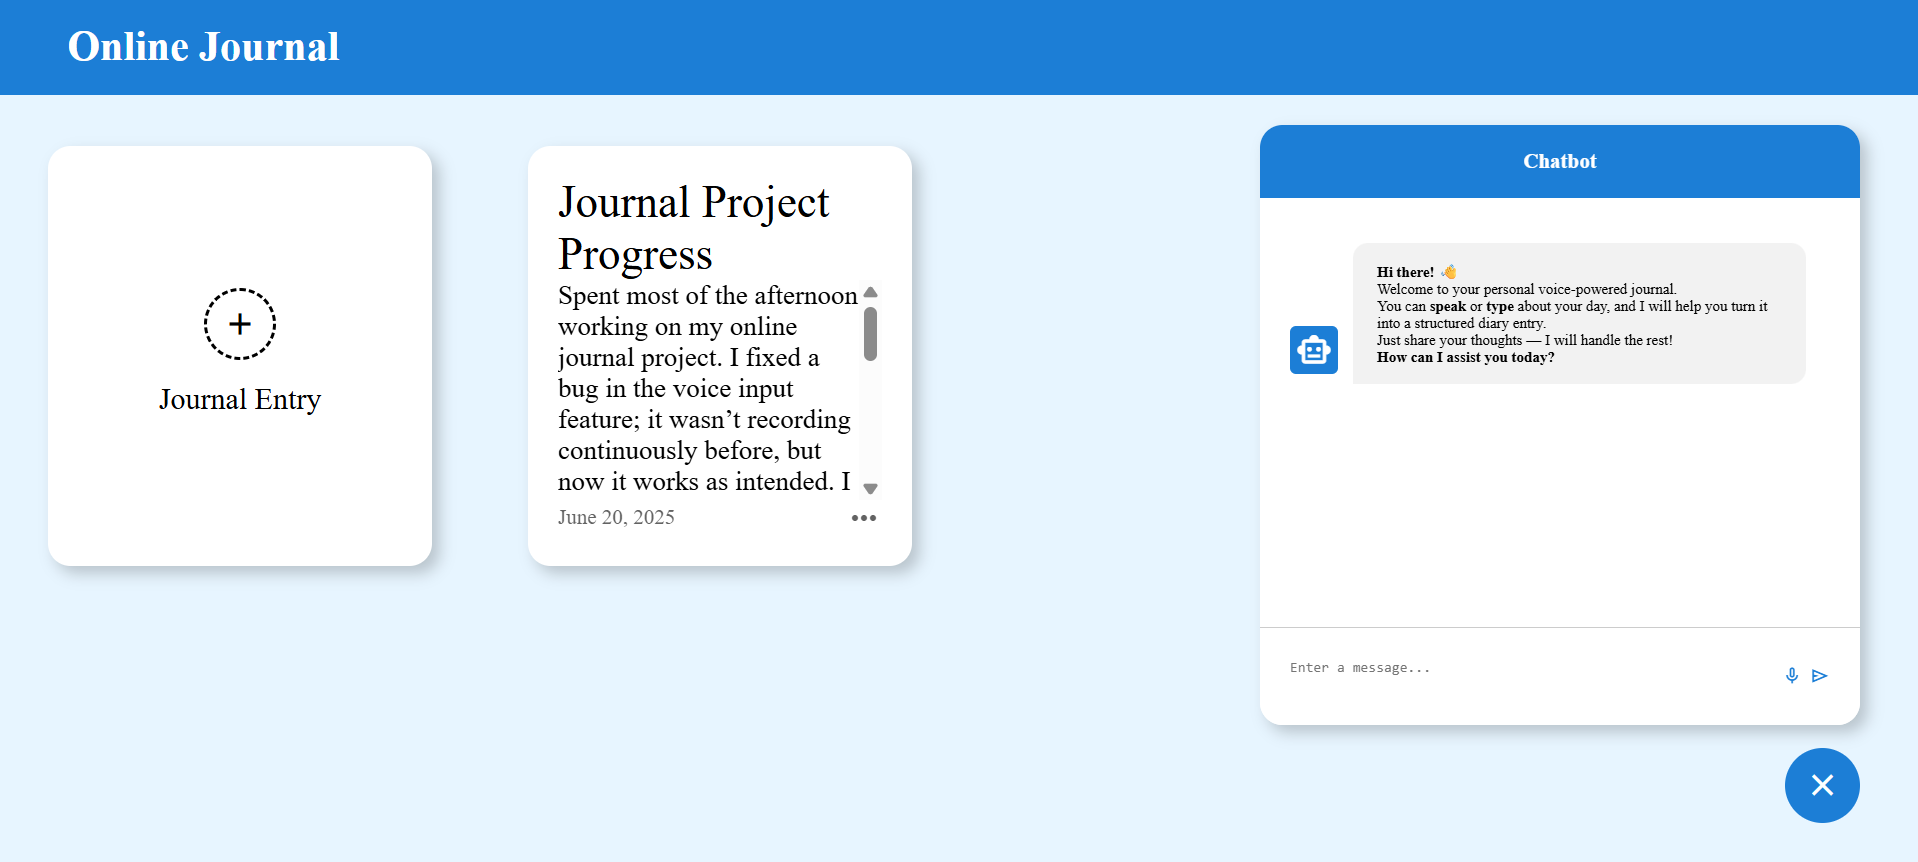 Online Journal
Journal Entry
Journal Project
Progress
Spent most of the afternoon
working on my online
journal project. I fixed a
bug in the voice input
feature; it wasn’t recording
continuously before, but
now it works as intended. I
June 20, 2025
Chatbot
Hi there! 👋
Welcome to your personal voice-powered journal.
You can speak or type about your day, and I will help you turn it
into a structured diary entry.
Just share your thoughts — I will handle the rest!
How can I assist you today?
Enter a message...